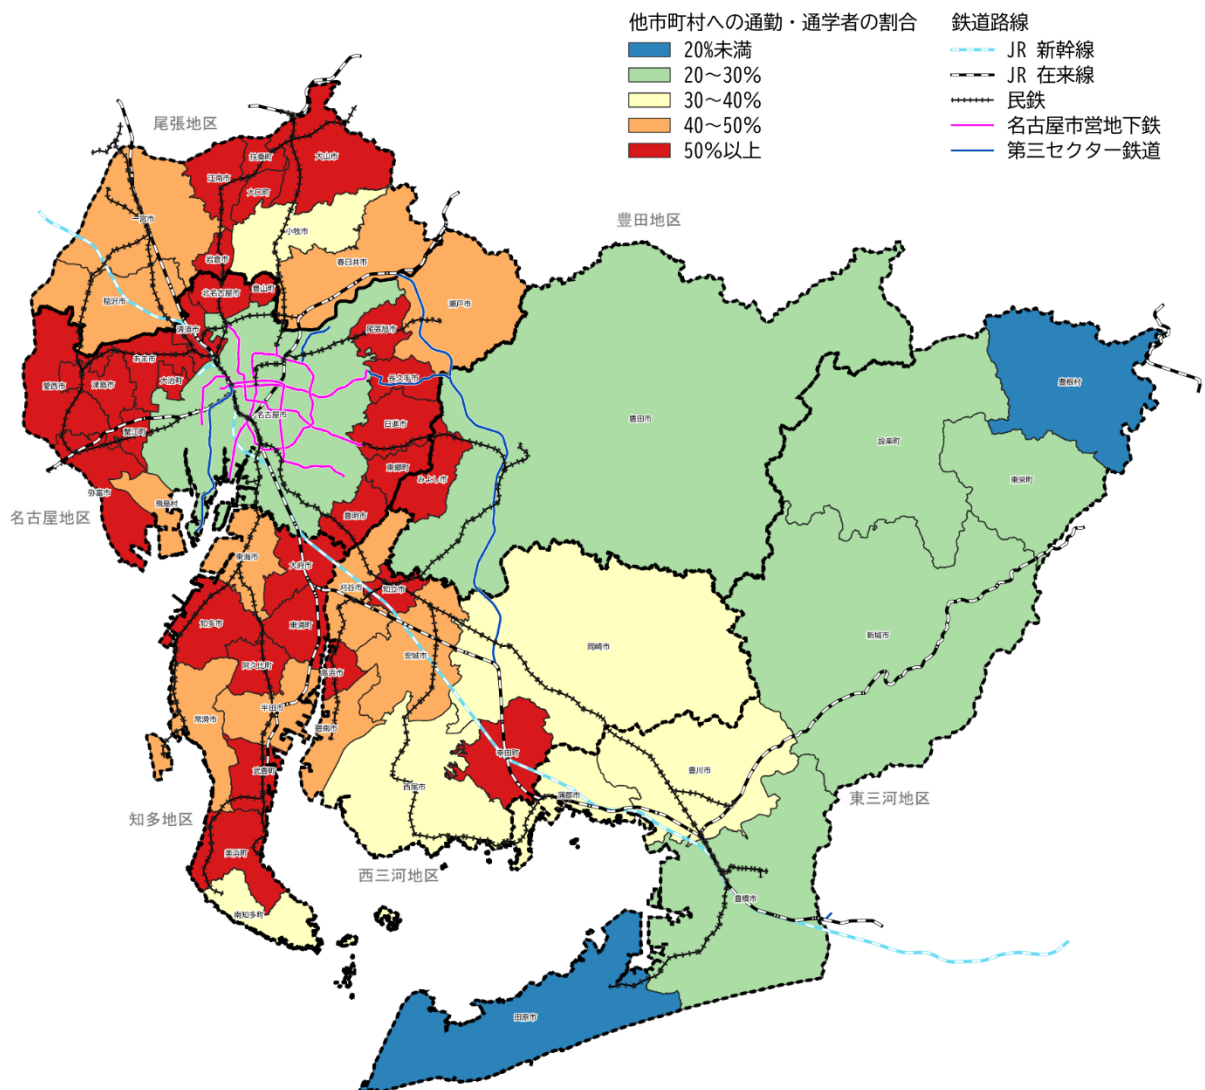 他市町村への通勤・通学者の割合
20%未満
20～30%
30～40%
40～50%
50%以上
鉄道路線
JR 新幹線
JR 在来線
民鉄
名古屋市営地下鉄
第三セクター鉄道
尾張地区
扶桑町
犬山市
江南市
大口町
一宮市
小牧市
岩倉市
春日井市
豊田地区
稲沢市
北名古屋市
豊山町
瀬戸市
清須市
尾張旭市
あま市
愛西市
津島市
大治町
長久手市
豊根村
名古屋市
日進市
豊田市
蟹江町
設楽町
東郷町
みよし市
東栄町
弥富市
飛島村
名古屋地区
豊明市
東海市
大府市
刈谷市
知立市
知多市
東浦町
新城市
岡崎市
安城市
阿久比町
高浜市
半田市
常滑市
碧南市
幸田町
武豊町
豊川市
西尾市
蒲郡市
東三河地区
知多地区
美浜町
西三河地区
豊橋市
南知多町
田原市